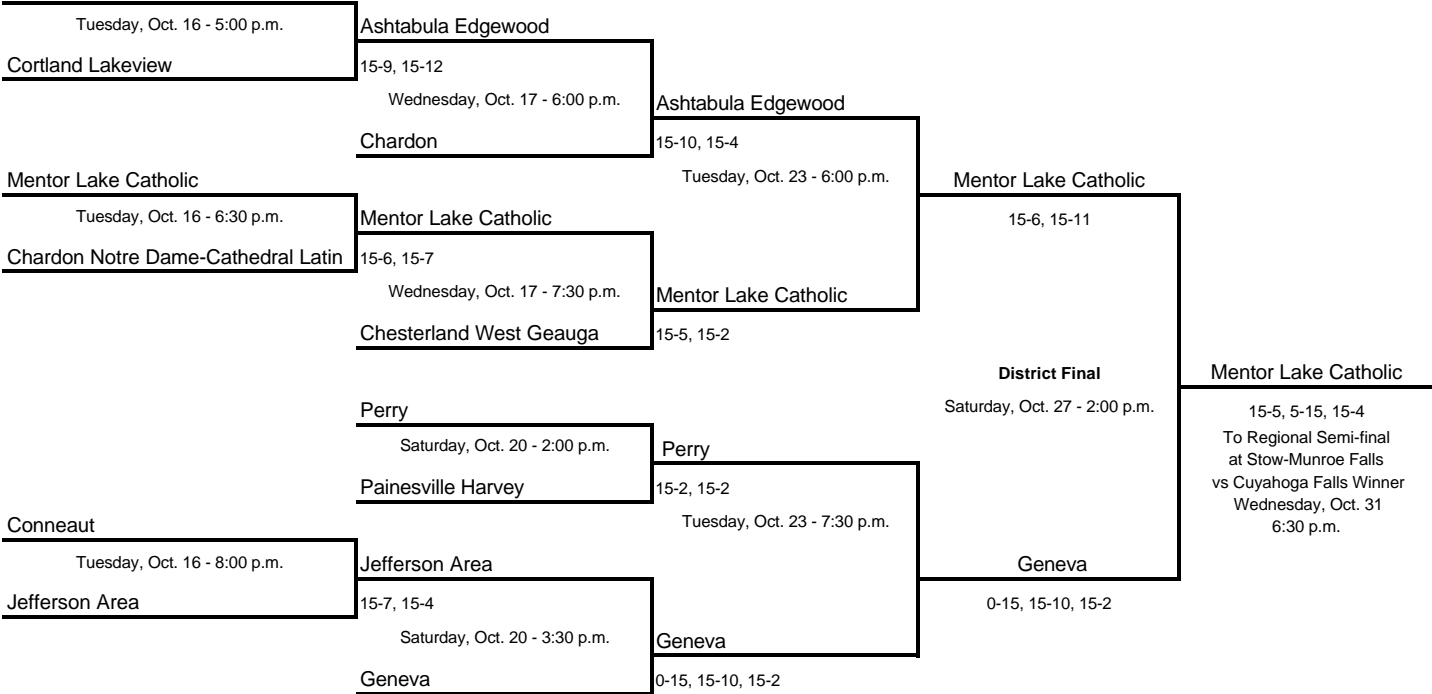 Tuesday, Oct. 16 - 5:00 p.m.
Ashtabula Edgewood
Cortland Lakeview
15-9, 15-12
Wednesday, Oct. 17 - 6:00 p.m.
Ashtabula Edgewood
Chardon
15-10, 15-4
Mentor Lake Catholic
Tuesday, Oct. 23 - 6:00 p.m.
Mentor Lake Catholic
Tuesday, Oct. 16 - 6:30 p.m.
Mentor Lake Catholic
15-6, 15-11
Chardon Notre Dame-Cathedral Latin
15-6, 15-7
Wednesday, Oct. 17 - 7:30 p.m.
Mentor Lake Catholic
Chesterland West Geauga
15-5, 15-2
District Final
Mentor Lake Catholic
Saturday, Oct. 27 - 2:00 p.m.
Perry
15-5, 5-15, 15-4
Saturday, Oct. 20 - 2:00 p.m.
Perry
To Regional Semi-final
at Stow-Munroe Falls
Painesville Harvey
15-2, 15-2
vs Cuyahoga Falls Winner
Wednesday, Oct. 31
6:30 p.m.
Conneaut
Tuesday, Oct. 23 - 7:30 p.m.
Tuesday, Oct. 16 - 8:00 p.m.
Jefferson Area
Geneva
Jefferson Area
15-7, 15-4
0-15, 15-10, 15-2
Saturday, Oct. 20 - 3:30 p.m.
Geneva
Geneva
0-15, 15-10, 15-2